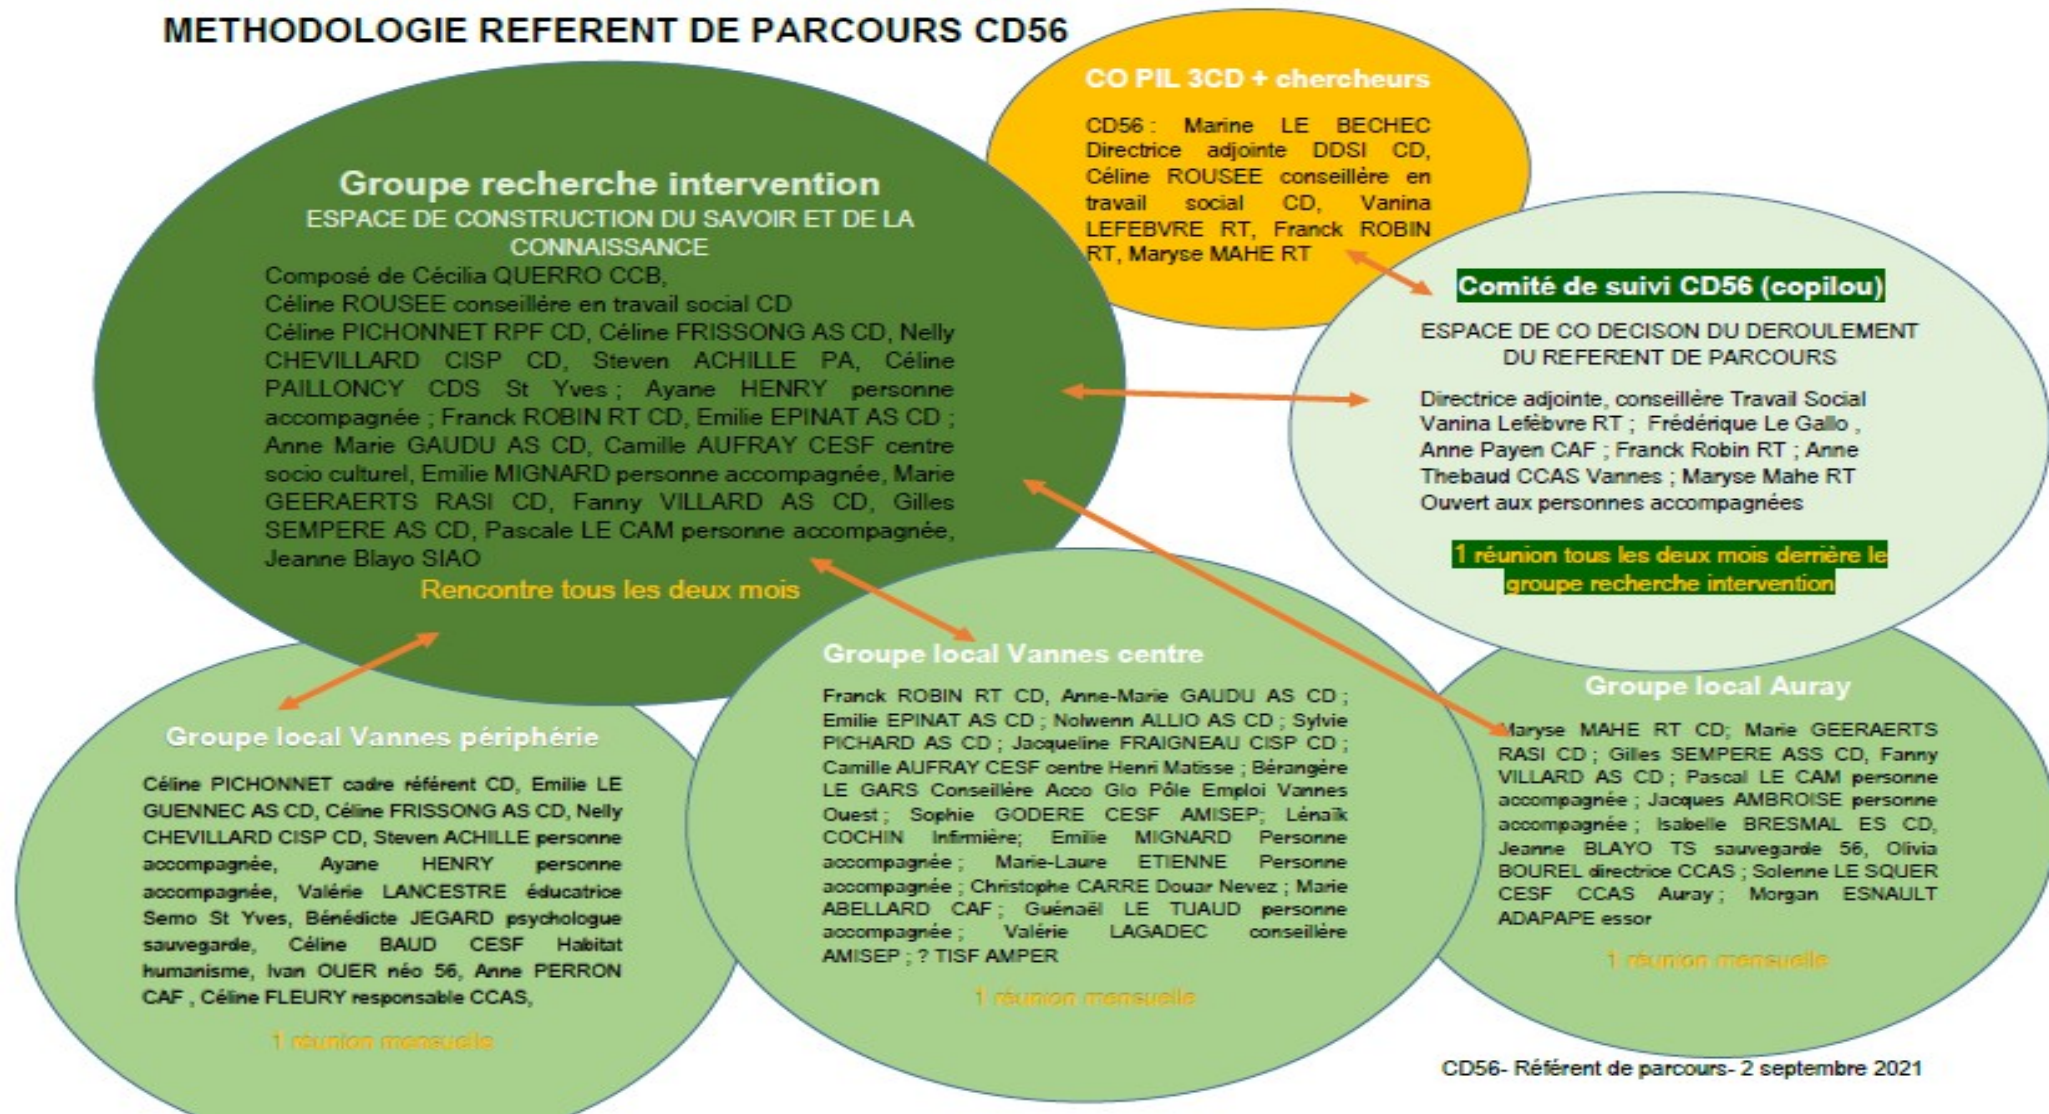 METHODOLOGIE REFERENT DE PARCOURS CD56
CO PIL 3CD + chercheurs
CD56 : Marine LE BECHEC
Directrice adjointe DDSI CD,
Céline ROUSEE conseillère en
travail social CD, Vanina
LEFEBVRE RT, Franck ROBIN
RT, Maryse MAHE RT
Groupe recherche intervention
ESPACE DE CONSTRUCTION DU SAVOIR ET DE LA
CONNAISSANCE
Composé de Cécilia QUERRO CCB,
Céline ROUSEE conseillère en travail social CD
Céline PICHONNET RPF CD, Céline FRISSONG AS CD, Nelly
CHEVILLARD CISP CD, Steven ACHILLE PA, Céline
PAILLONCY CDS St Yves ; Ayane HENRY personne
accompagnée ; Franck ROBIN RT CD, Emilie EPINAT AS CD ;
Anne Marie GAUDU AS CD, Camille AUFRAY CESF centre
socio culturel, Emilie MIGNARD personne accompagnée, Marie
GEERAERTS RASI CD, Fanny VILLARD AS CD, Gilles
SEMPERE AS CD, Pascale LE CAM personne accompagnée,
Jeanne Blayo SIAO
Rencontre tous les deux mois
Comité de suivi CD56 (copilou)
ESPACE DE CO DECISON DU DEROULEMENT
DU REFERENT DE PARCOURS
Directrice adjointe, conseillère Travail Social
Vanina Lefèbvre RT ; Frédérique Le Gallo ,
Anne Payen CAF ; Franck Robin RT ; Anne
Thebaud CCAS Vannes ; Maryse Mahe RT
Ouvert aux personnes accompagnées
1 réunion tous les deux mois derrière le
groupe recherche intervention
Groupe local Vannes périphérie
Céline PICHONNET cadre référent CD, Emilie LE
GUENNEC AS CD, Céline FRISSONG AS CD, Nelly
CHEVILLARD CISP CD, Steven ACHILLE personne
accompagnée, Ayane HENRY personne
accompagnée, Valérie LANCESTRE éducatrice
Semo St Yves, Bénédicte JEGARD psychologue
sauvegarde, Céline BAUD CESF Habitat
humanisme, Ivan OUER néo 56, Anne PERRON
CAF , Céline FLEURY responsable CCAS,
1 réunion mensuelle
Groupe local Vannes centre
Franck ROBIN RT CD, Anne-Marie GAUDU AS CD ;
Emilie EPINAT AS CD ; Nolwenn ALLIO AS CD ; Sylvie
PICHARD AS CD ; Jacqueline FRAIGNEAU CISP CD ;
Camille AUFRAY CESF centre Henri Matisse ; Bérangère
LE GARS Conseillère Acco Glo Pôle Emploi Vannes
Ouest ; Sophie GODERE CESF AMISEP; Lénaïk
COCHIN Infirmière; Emilie MIGNARD Personne
accompagnée ; Marie-Laure ETIENNE Personne
accompagnée ; Christophe CARRE Douar Nevez ; Marie
ABELLARD CAF ; Guénaël LE TUAUD personne
accompagnée ; Valérie LAGADEC conseillère
AMISEP ; ? TISF AMPER
1 réunion mensuelle
Groupe local Auray
Maryse MAHE RT CD; Marie GEERAERTS
RASI CD ; Gilles SEMPERE ASS CD, Fanny
VILLARD AS CD ; Pascal LE CAM personne
accompagnée ; Jacques AMBROISE personne
accompagnée ; Isabelle BRESMAL ES CD,
Jeanne BLAYO TS sauvegarde 56, Olivia
BOUREL directrice CCAS ; Solenne LE SQUER
CESF CCAS Auray ; Morgan ESNAULT
ADAPAPE essor
1 réunion mensuelle
CD56- Référent de parcours- 2 septembre 2021